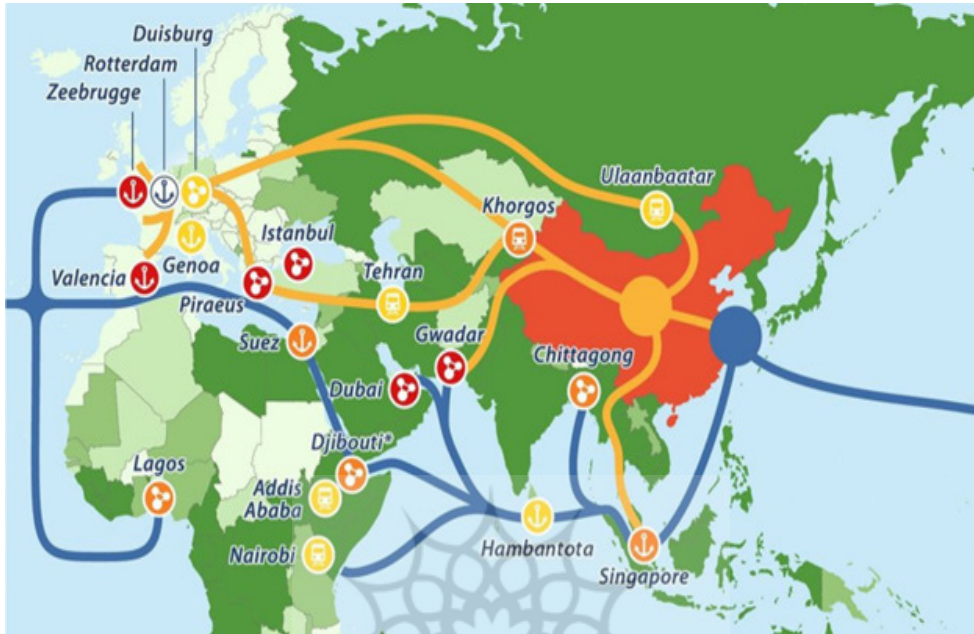 Duisburg
Rotterdam
Zeebrugge
Ulaanbaatar
Khorgos
Istanbul
Genoa
Valencia
Tehran
Piraeus
Suez
Gwadar
Chittagong
Dubai
Djibouti*
Lagos
Addis
Ababa
Nairobi
Hambantota
Singapore